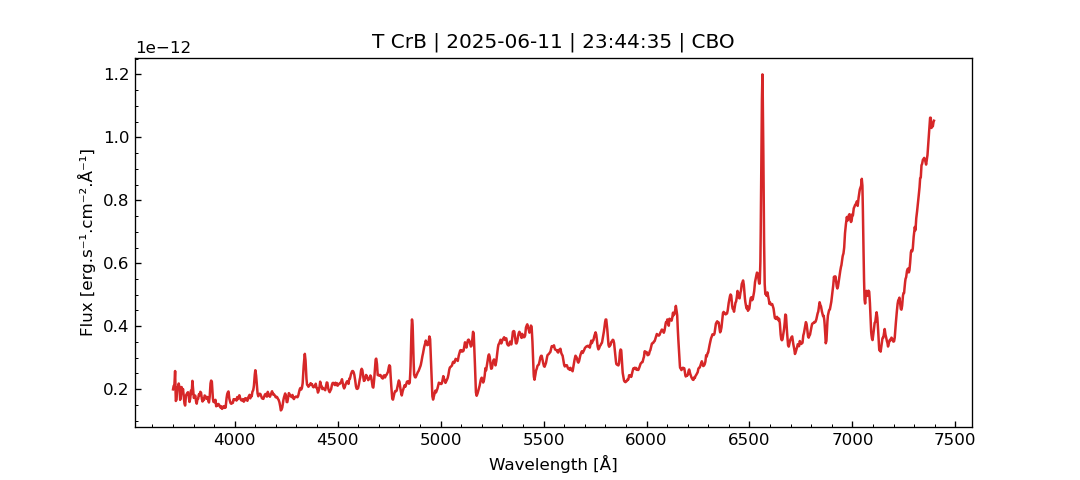 T CrB | 2025-06-11 | 23:44:35 | CBO
1e−12
1.2
1.0
0.8
0.6
0.4
0.2
Flux [erg.s⁻¹.cm⁻².Å⁻¹]
4000 4500 5000 5500 6000 6500 7000 7500
Wavelength [Å]